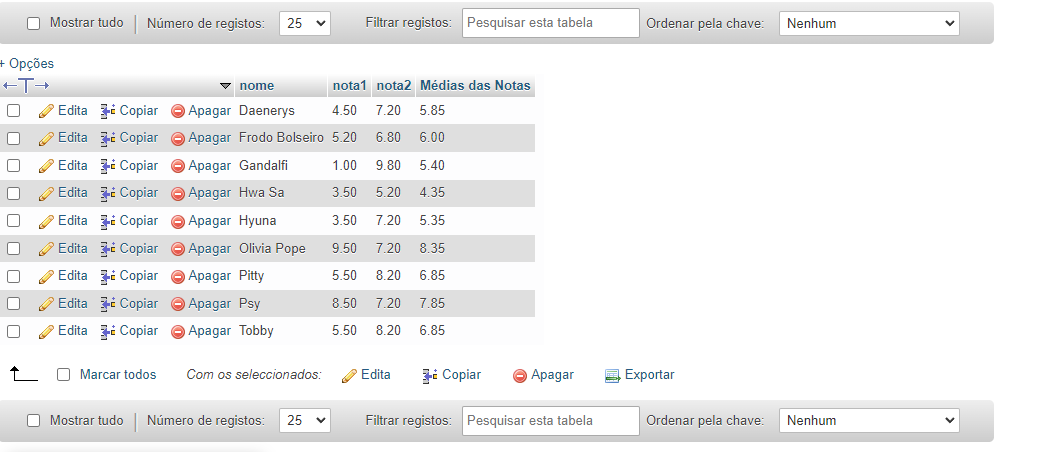 Mostrar tudo Número de registos: 25 Filtrar registos: Pesquisar esta tabela Ordenar pela chave: Nenhum
+ Opções
←T→ nome nota1 nota2 Médias das Notas
Edita Copiar Apagar Daenerys 4.50 7.20 5.85
Edita Copiar Apagar Frodo Bolseiro 5.20 6.80 6.00
Edita Copiar Apagar Gandalfi 1.00 9.80 5.40
Edita Copiar Apagar Hwa Sa 3.50 5.20 4.35
Edita Copiar Apagar Hyuna 3.50 7.20 5.35
Edita Copiar Apagar Olivia Pope 9.50 7.20 8.35
Edita Copiar Apagar Pitty 5.50 8.20 6.85
Edita Copiar Apagar Psy 8.50 7.20 7.85
Edita Copiar Apagar Tobby 5.50 8.20 6.85
Marcar todos Com os seleccionados: Edita Copiar Apagar Exportar
Mostrar tudo Número de registos: 25 Filtrar registos: Pesquisar esta tabela Ordenar pela chave: Nenhum